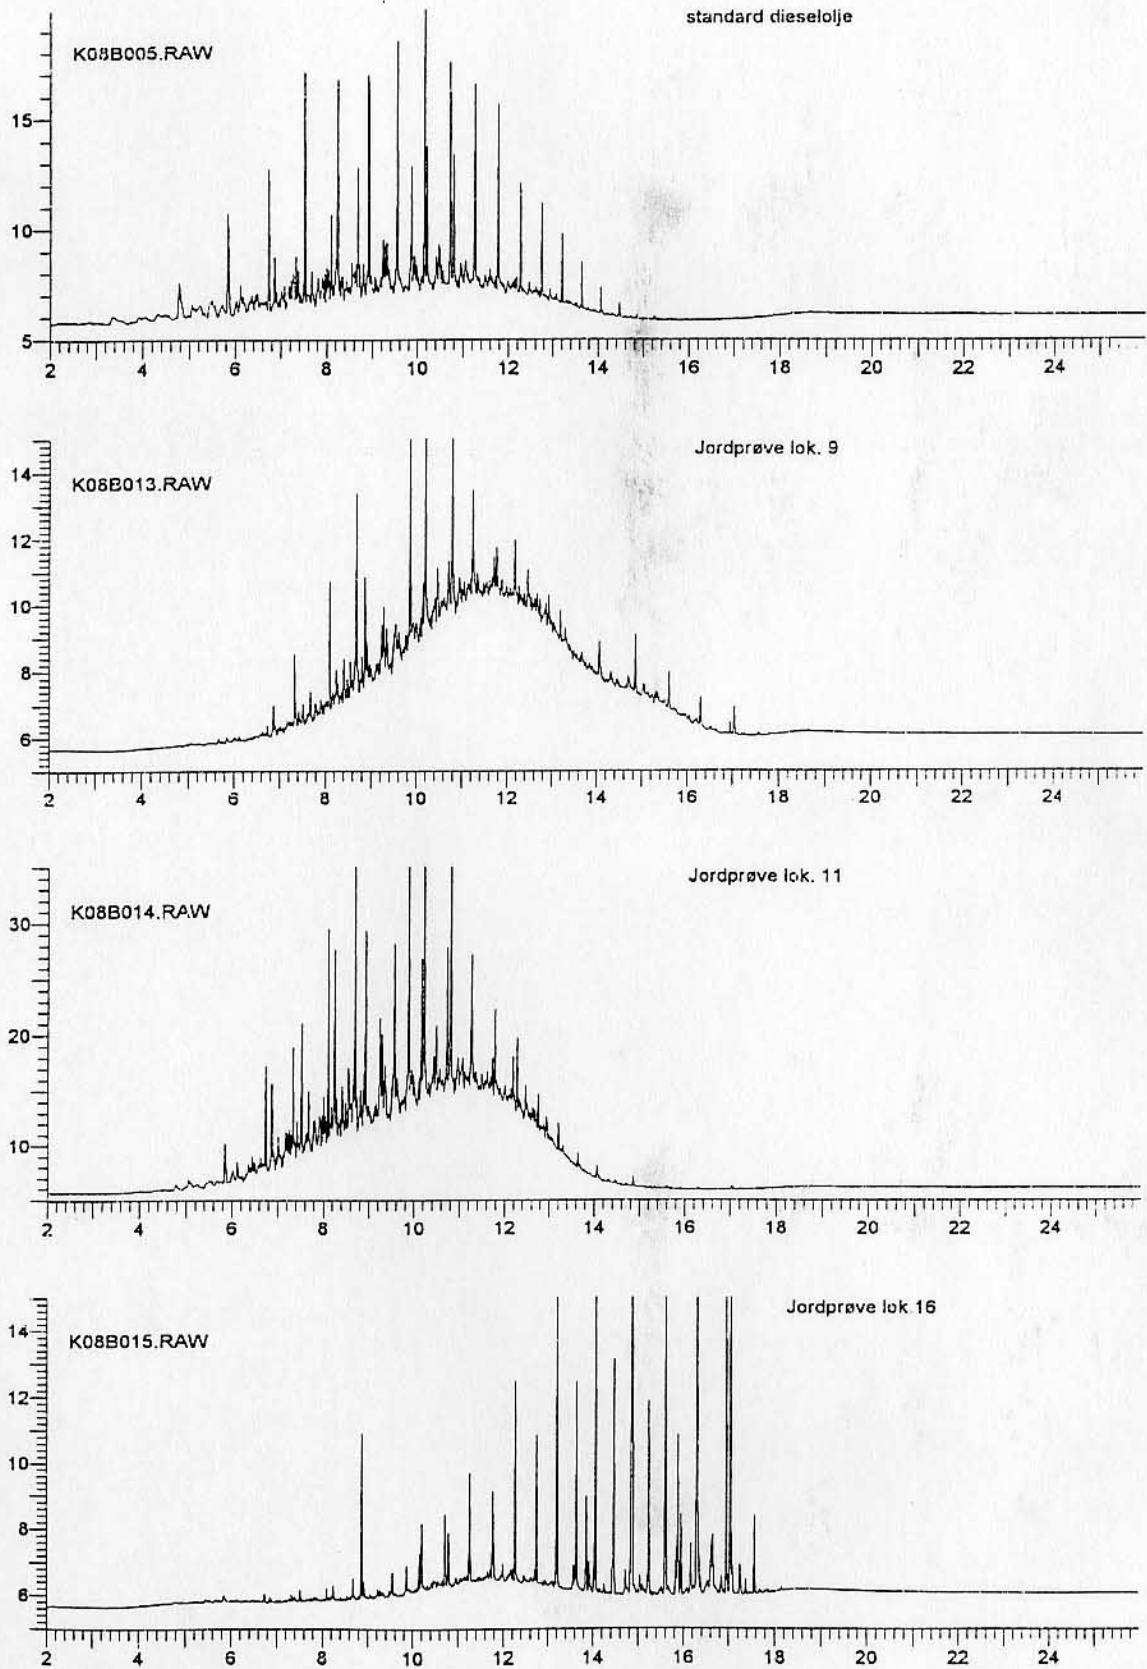 standard dieselolje
K08B005.RAW
15
10
5
2 4 6 8 10 12 14 16 18 20 22 24
Jordprøve lok. 9
K08B013.RAW
14
12
10
8
6
2 4 6 8 10 12 14 16 18 20 22 24
Jordprøve lok. 11
K08B014.RAW
30
20
10
2 4 6 8 10 12 14 16 18 20 22 24
Jordprøve lok.16
K08B015.RAW
14
12
10
8
6
2 4 6 8 10 12 14 16 18 20 22 24